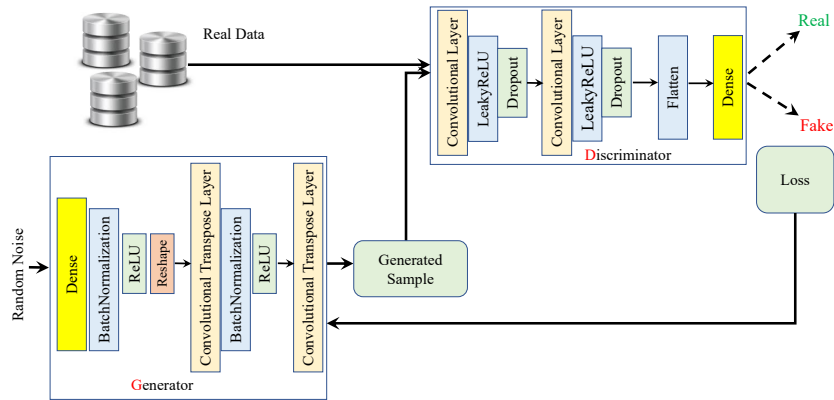 Real Data
Convolutional Layer
LeakyReLU
Dropout
Convolutional Layer
LeakyReLU
Dropout
Flatten
Dense
Discriminator
Real
Fake
Loss
Random Noise
Dense
BatchNormalization
ReLU
Reshape
Convolutional Transpose Layer
BatchNormalization
ReLU
Convolutional Transpose Layer
Generator
Generated
Sample